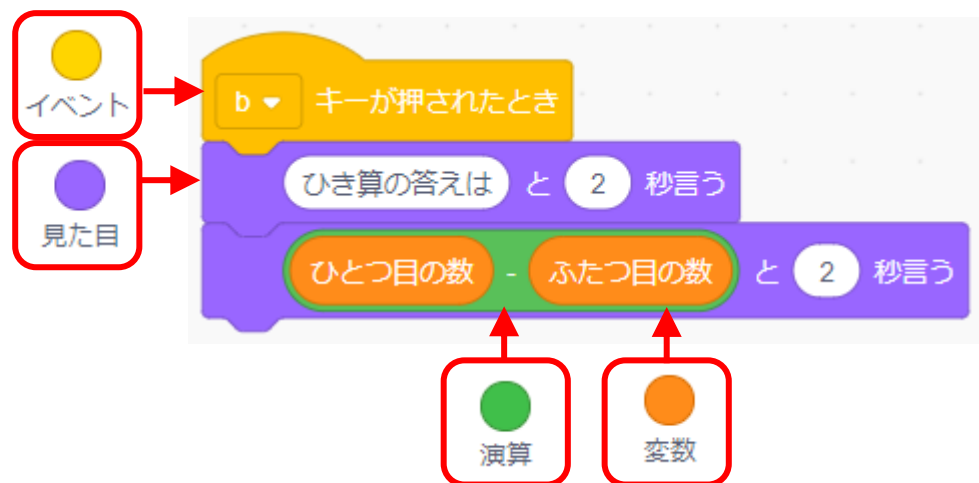 イベント
b キーが押されたとき
見た目
ひき算の答えは と 2 秒言う
ひとつ目の数 - ふたつ目の数 と 2 秒言う
演算
変数